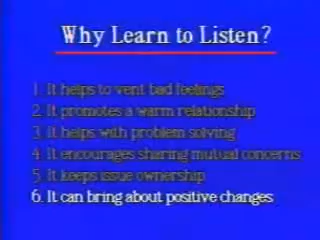 Why Learn to Listen?
1. It helps to vent bad feelings
2. It promotes a warm relationship
3. It helps with problem solving
4. It encourages sharing mutual concerns
5. It keeps issue ownership
6. It can bring about positive changes